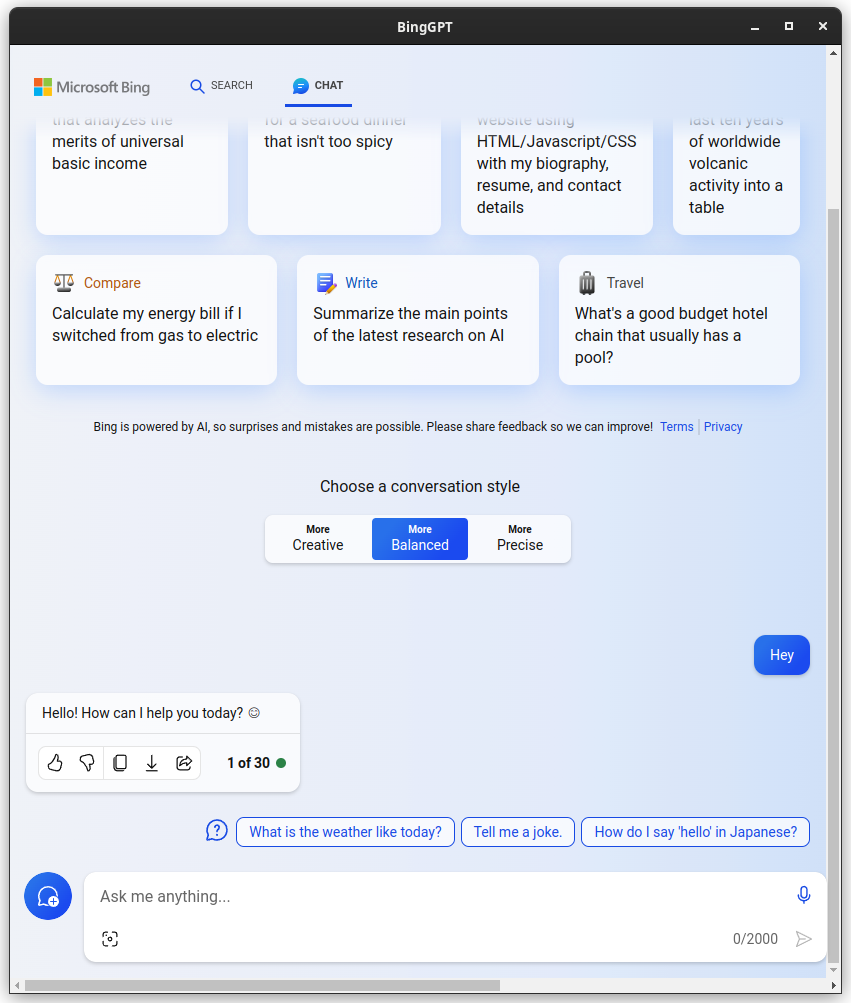 BingGPT
Microsoft Bing
SEARCH
CHAT
that analyzes the
merits of universal
basic income
for a seafood dinner
that isn't too spicy
website using
HTML/Javascript/CSS
with my biography,
resume, and contact
details
last ten years
of worldwide
volcanic
activity into a
table
Compare
Calculate my energy bill if I
switched from gas to electric
Write
Summarize the main points
of the latest research on AI
Travel
What's a good budget hotel
chain that usually has a
pool?
Bing is powered by AI, so surprises and mistakes are possible. Please share feedback so we can improve! Terms Privacy
Choose a conversation style
More
Creative
More
Balanced
More
Precise
Hey
Hello! How can I help you today? 😊
1 of 30
What is the weather like today?
Tell me a joke.
How do I say 'hello' in Japanese?
Ask me anything...
0/2000